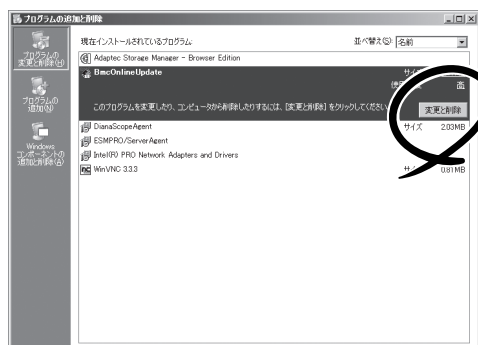 プログラムの追加と削除
プログラムの
変更と削除(H)
プログラムの
追加(N)
Windows
コンポーネントの
追加と削除(A)
現在インストールされているプログラム:
並べ替え(S): 名前
Adaptec Storage Manager - Browser Edition
BmcOnlineUpdate
サイズ
高
このプログラムを変更したり、コンピュータから削除したりするには、[変更と削除] をクリックしてください
変更と削除
DianaScopeAgent
サイズ 2.03MB
ESMPRO/ServerAgent
Intel(R) PRO Network Adapters and Drivers
WinVNC 3.3.3
0.81MB